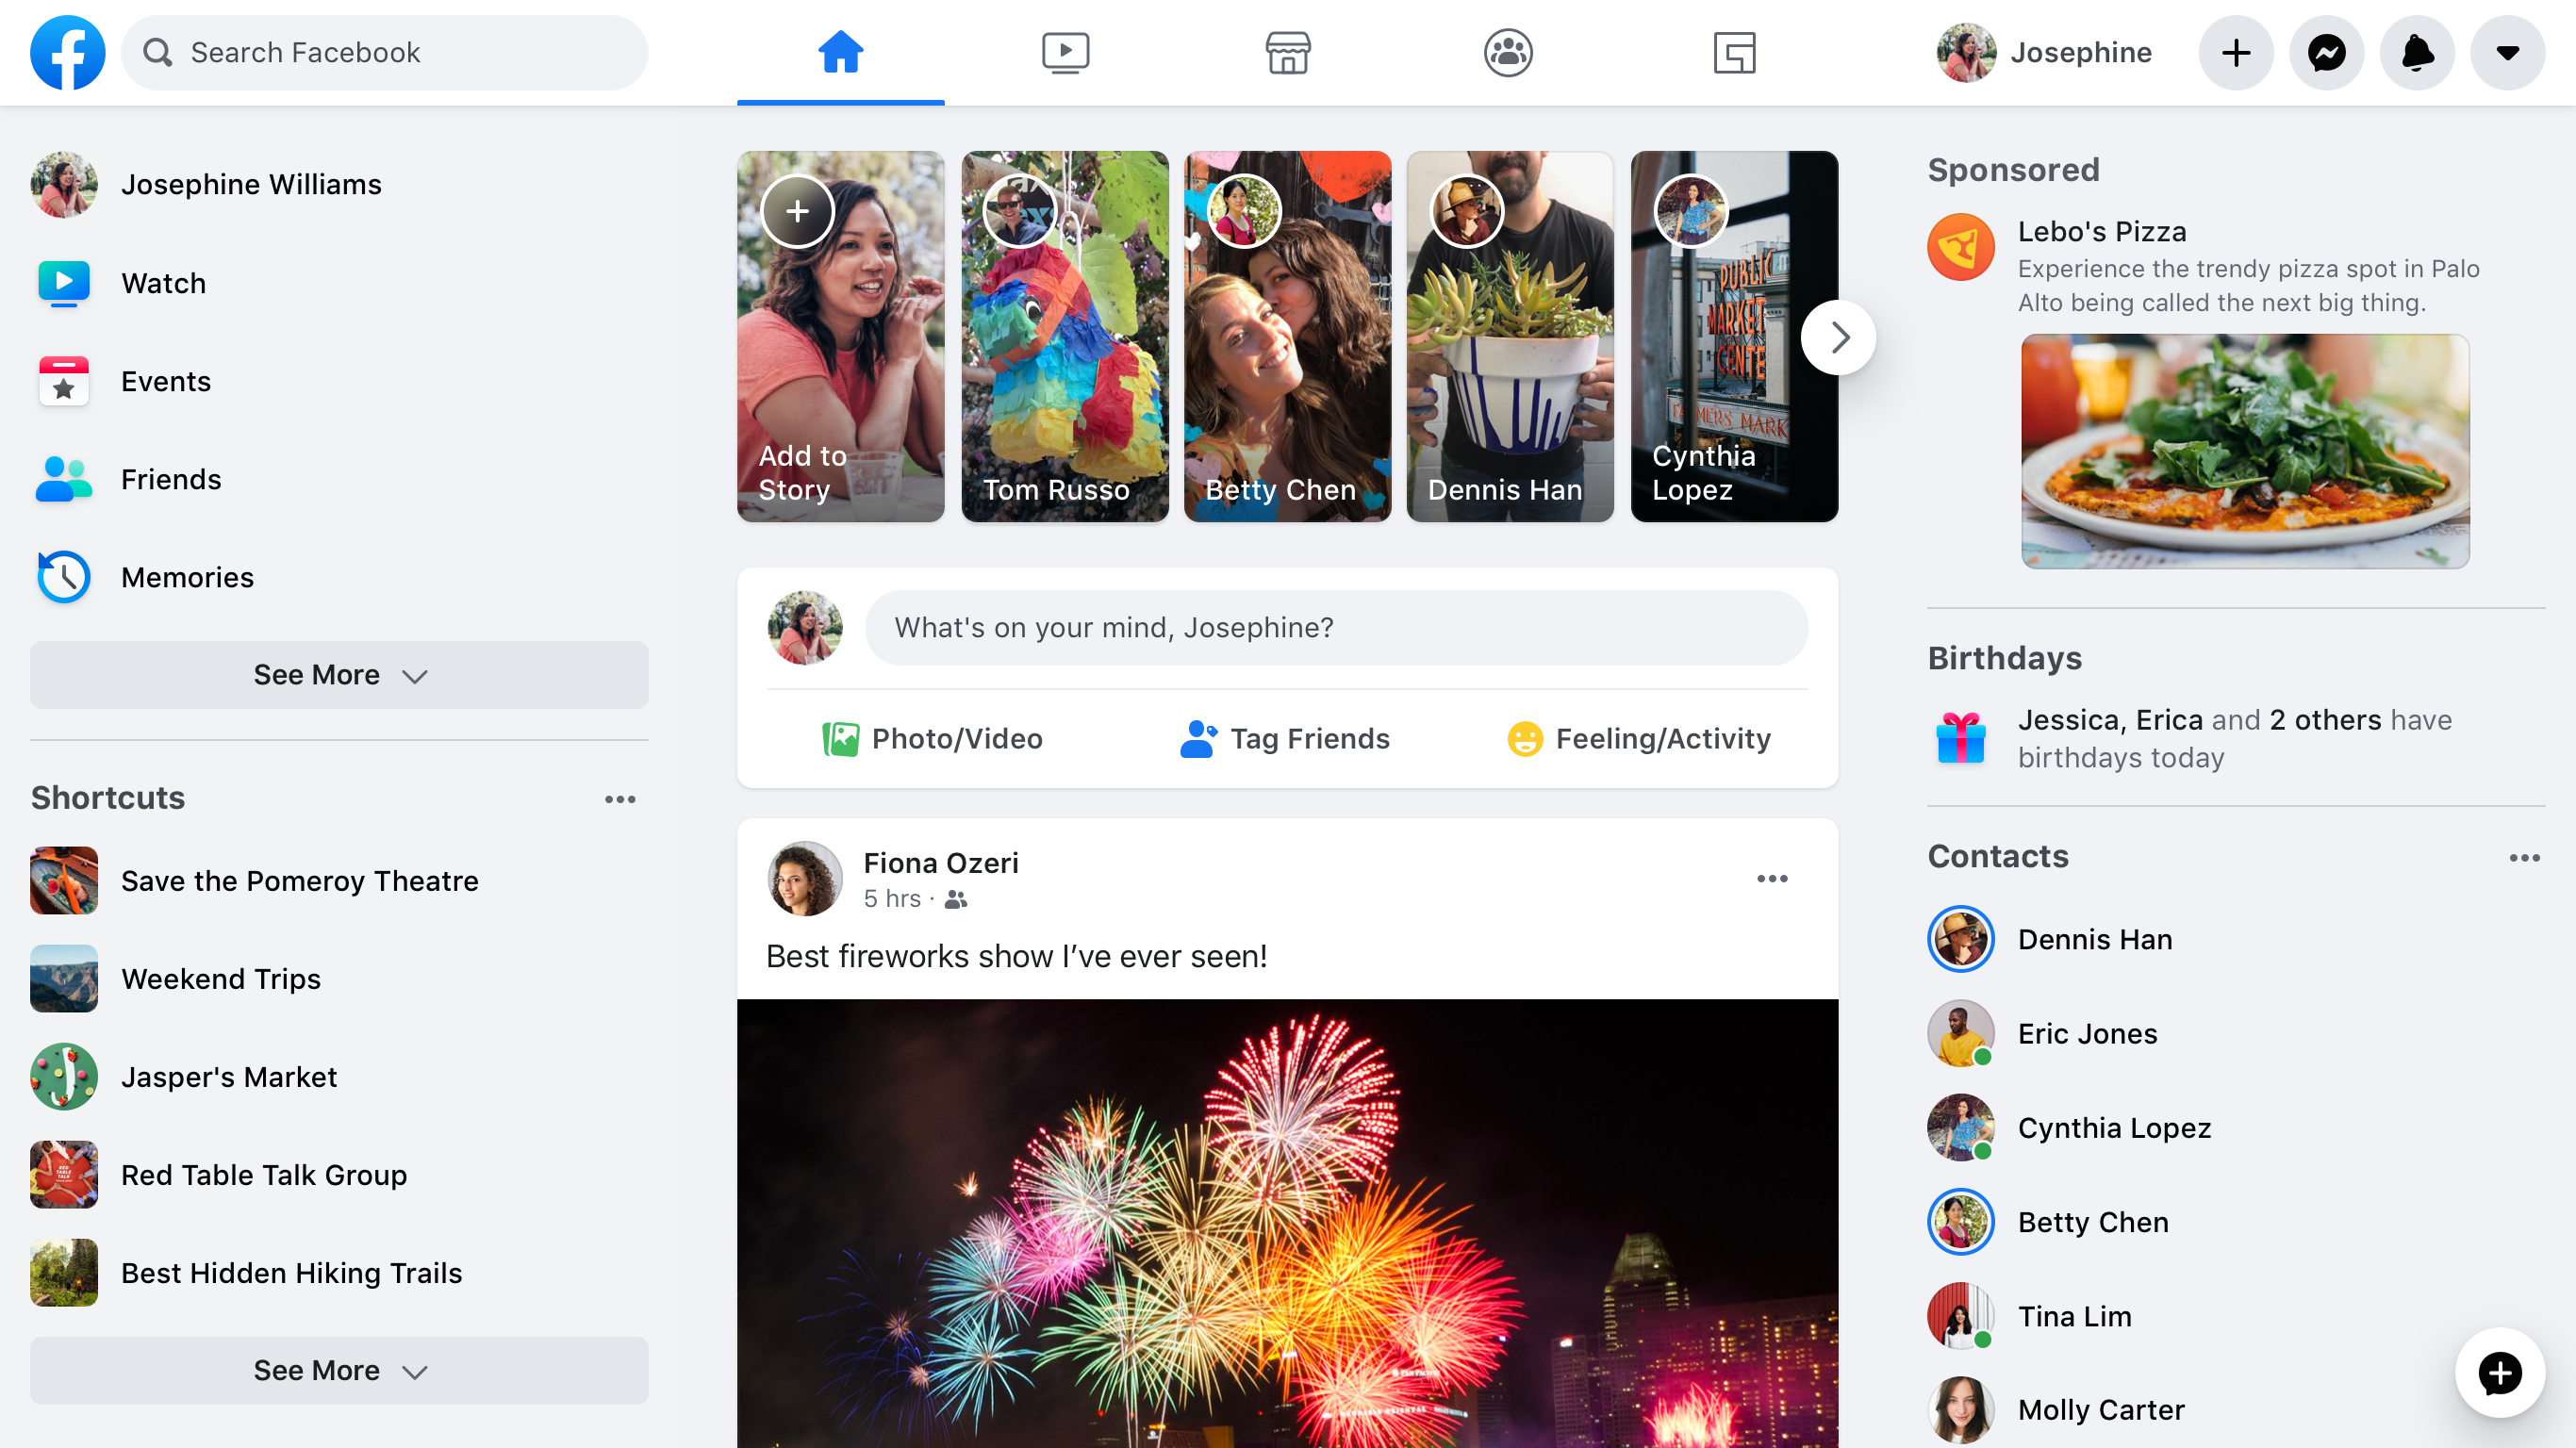 Search Facebook
Josephine
Josephine Williams
Watch
Events
Friends
Memories
See More
Shortcuts
Save the Pomeroy Theatre
Weekend Trips
Jasper's Market
Red Table Talk Group
Best Hidden Hiking Trails
See More
Add to
Story
Tom Russo
Betty Chen
Dennis Han
PUBLIC
MARKET
CENTE
MARK
Cynthia
Lopez
What's on your mind, Josephine?
Photo/Video
Tag Friends
Feeling/Activity
Fiona Ozeri
5 hrs ·
Best fireworks show I’ve ever seen!
Sponsored
Lebo's Pizza
Experience the trendy pizza spot in Palo
Alto being called the next big thing.
Birthdays
Jessica, Erica and 2 others have
birthdays today
Contacts
Dennis Han
Eric Jones
Cynthia Lopez
Betty Chen
Tina Lim
Molly Carter